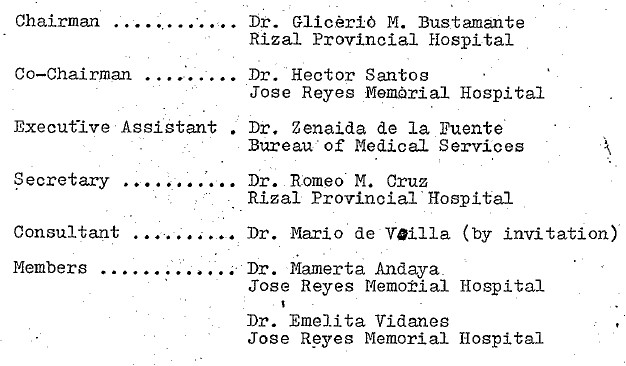 Chairman ............ Dr. Glicerio M. Bustamante
Rizal Provincial Hospital
Co-Chairman ......... Dr. Hector Santos
Jose Reyes Memorial Hospital
Executive Assistant . Dr. Zenaida de la Fuente
Bureau of Medical Services
Secretary ........... Dr. Romeo M. Cruz
Rizal Provincial Hospital
Consultant .......... Dr. Mario de (by invitation)
Members ............. Dr. Mamerta Andaya
Jose Reyes Memorial Hospital
Dr. Emelita Vidanes
Jose Reyes Memorial Hospital